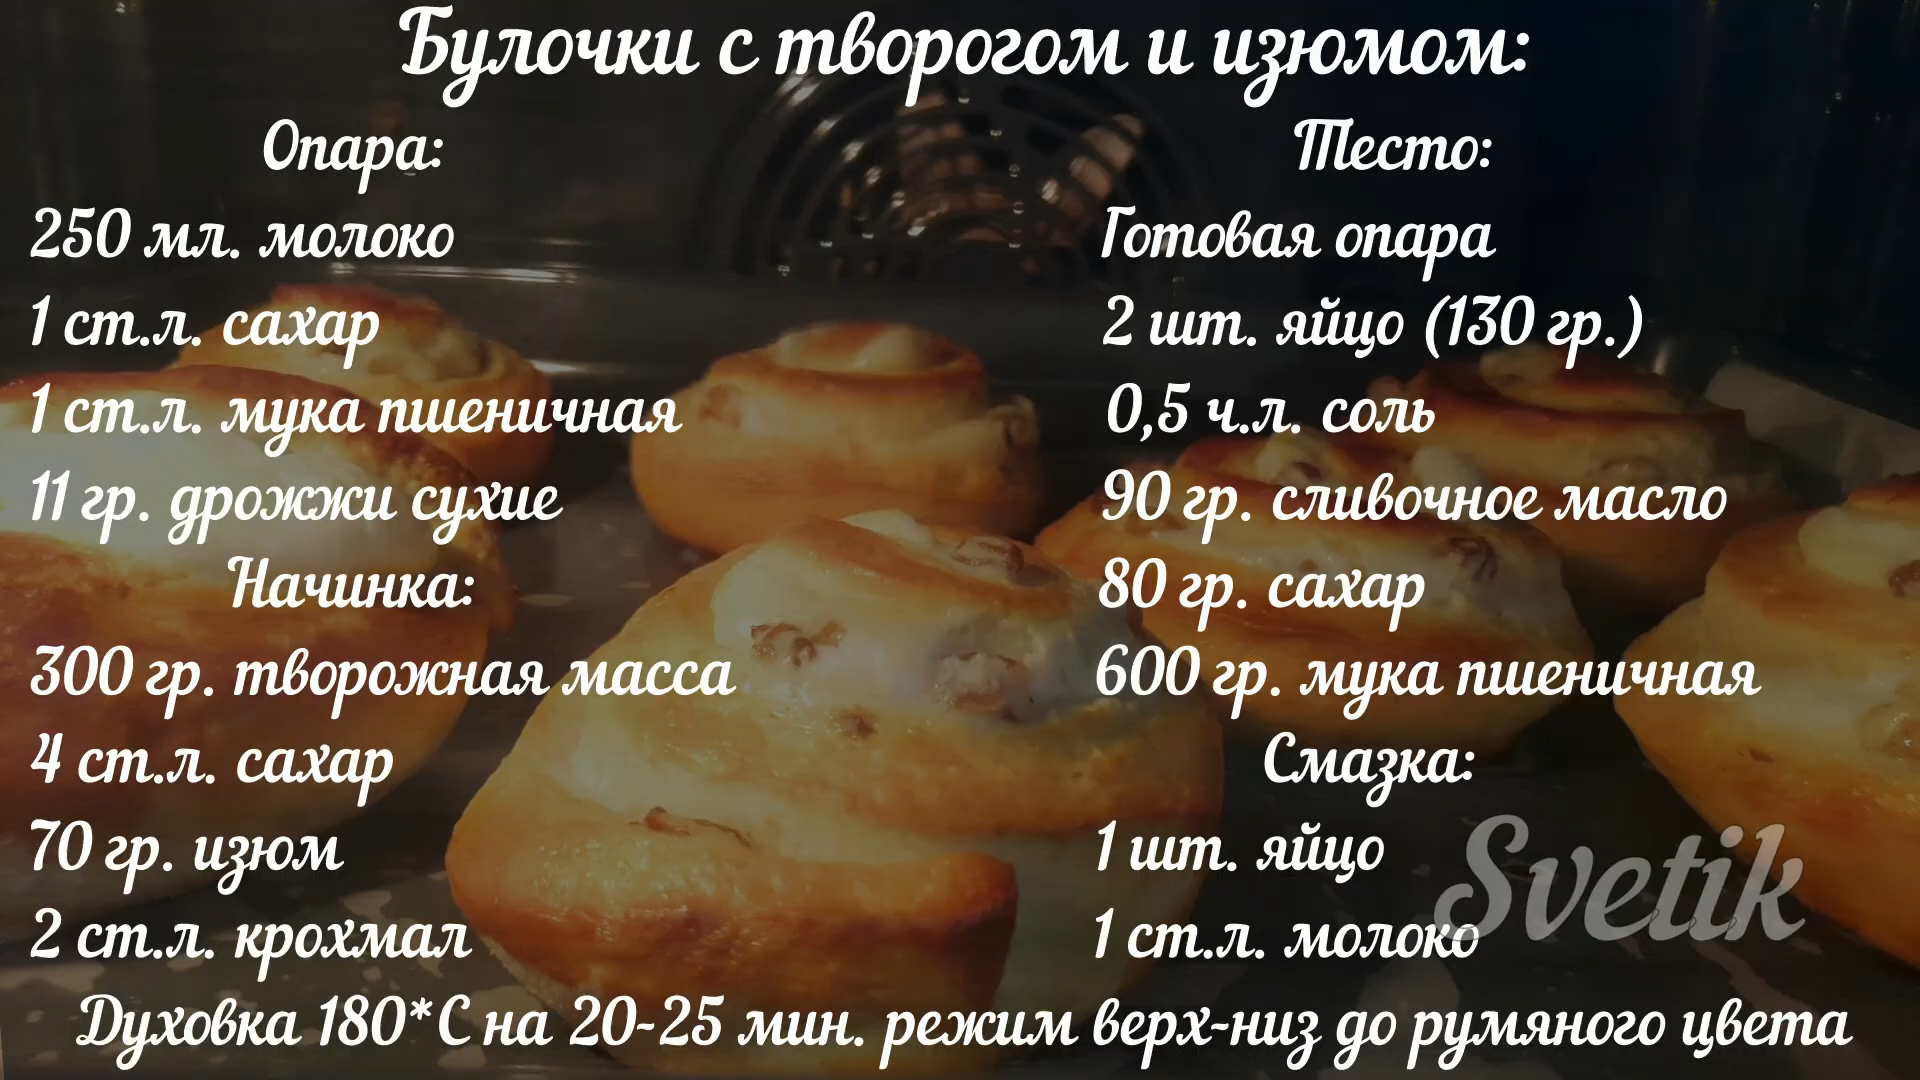 Булочки с творогом и изюмом:
Опара:
250 мл. молоко
1 ст.л. сахар
1 ст.л. мука пшеничная
11 гр. дрожжи сухие
Начинка:
300 гр. творожная масса
4 ст.л. сахар
70 гр. изюм
2 ст.л. крохмал
Тесто:
Готовая опара
2 шт. яйцо (130 гр.)
0,5 ч.л. соль
90 гр. сливочное масло
80 гр. сахар
600 гр. мука пшеничная
Смазка:
1 шт. яйцо
1 ст.л. молоко
Svetik
Духовка 180*С на 20-25 мин. режим верх-низ до румяного цвета